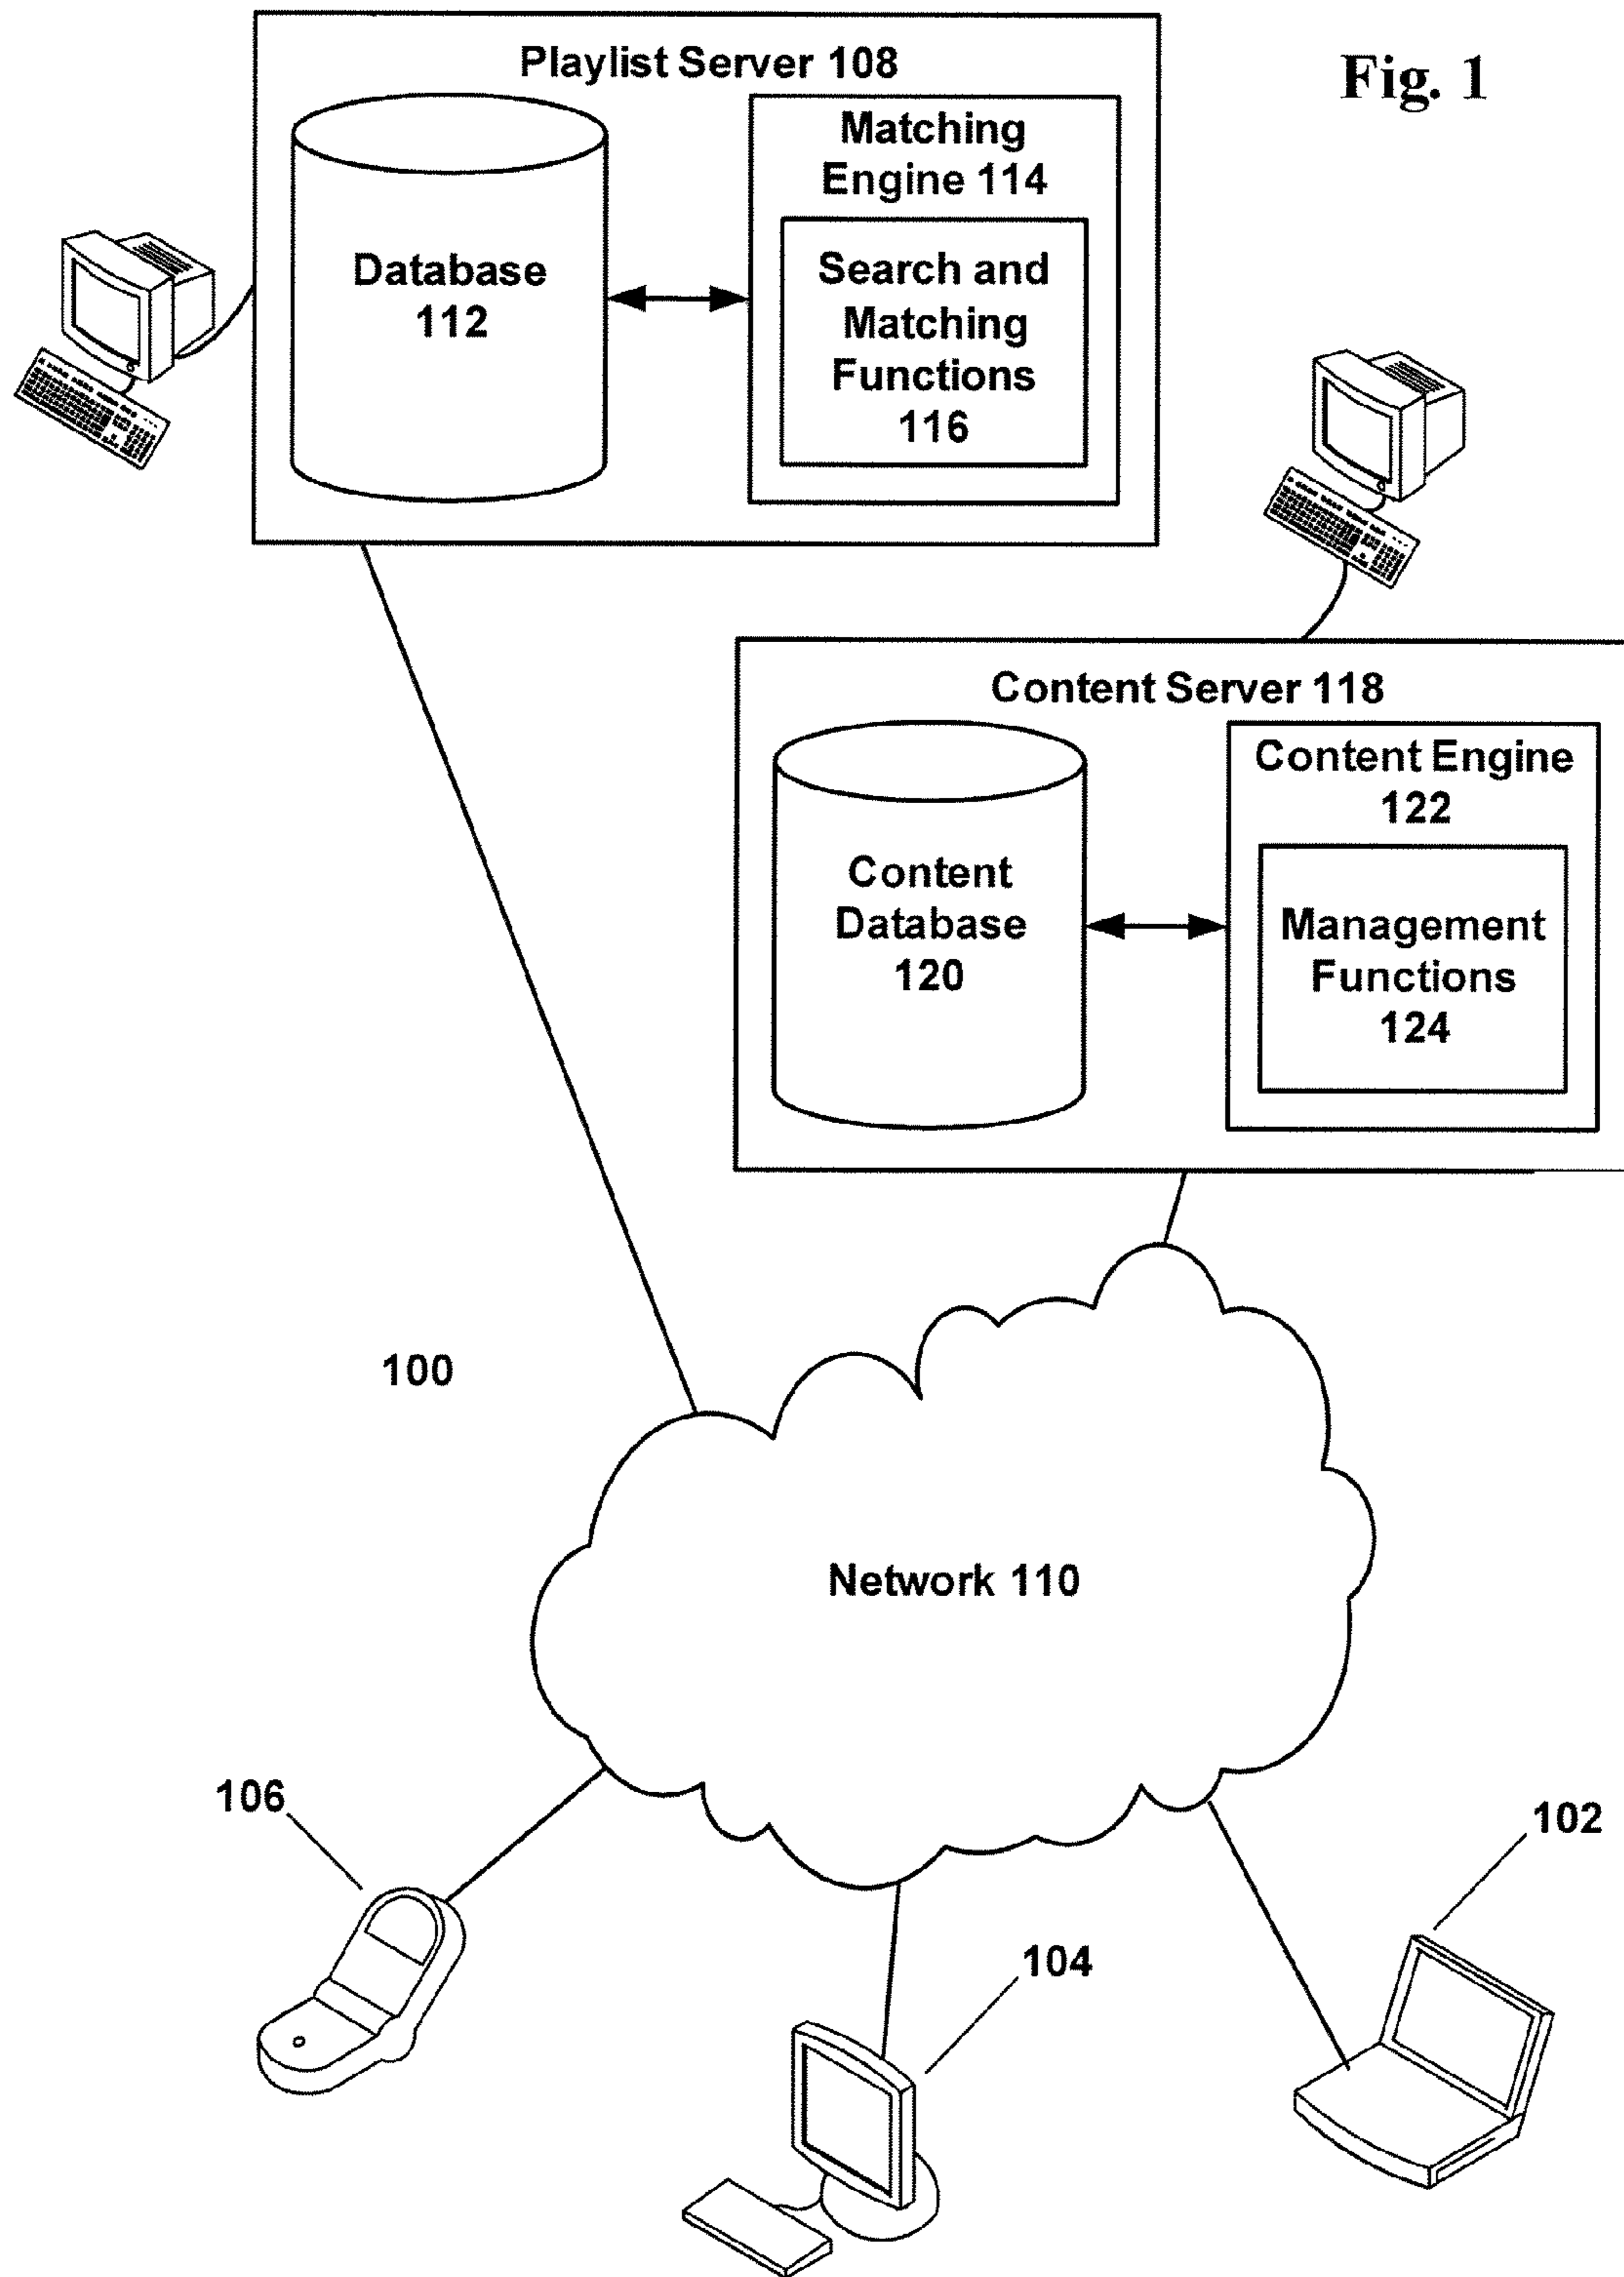 Fig. 1
Playlist Server 108
Database
112
Matching
Engine 114
Search and
Matching
Functions
116
Content Server 118
Content
Database
120
Content Engine
122
Management
Functions
124
100
Network 110
106
104
102